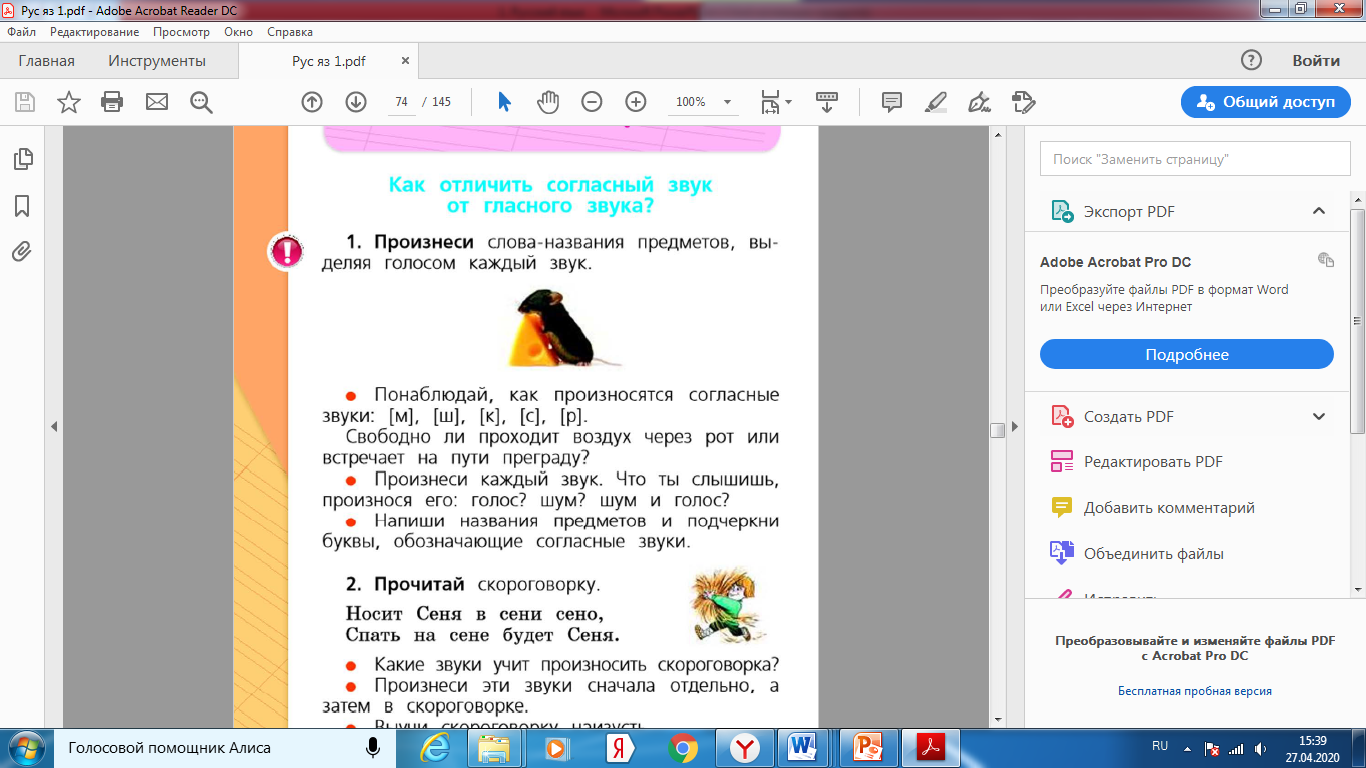 Рус яз 1.pdf - Adobe Acrobat Reader DC
Файл Редактирование Просмотр Окно Справка
Главная Инструменты Рус яз 1.pdf × ? Войти
74 / 145 100% Общий доступ
Как отличить согласный звук
от гласного звука?
1. Произнеси слова-названия предметов, вы-
деляя голосом каждый звук.
• Понаблюдай, как произносятся согласные
звуки: [м], [ш], [к], [с], [р].
Свободно ли проходит воздух через рот или
встречает на пути преграду?
• Произнеси каждый звук. Что ты слышишь,
произнося его: голос? шум? шум и голос?
• Напиши названия предметов и подчеркни
буквы, обозначающие согласные звуки.
2. Прочитай скороговорку.
Носит Сеня в сени сено,
Спать на сене будет Сеня.
• Какие звуки учит произносить скороговорка?
• Произнеси эти звуки сначала отдельно, а
затем в скороговорке.
• Выучи скороговорку наизусть.
Поиск "Заменить страницу"
Экспорт PDF
Adobe Acrobat Pro DC
Преобразуйте файлы PDF в формат Word
или Excel через Интернет
Подробнее
Создать PDF
Редактировать PDF
Добавить комментарий
Объединить файлы
Преобразовывайте и изменяйте файлы PDF
с Acrobat Pro DC
Бесплатная пробная версия
Голосовой помощник Алиса
RU
15:39
27.04.2020